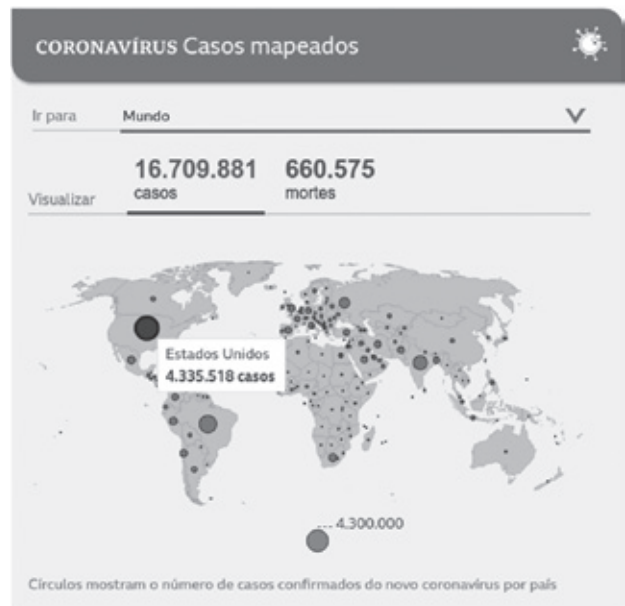 CORONAVÍRUS Casos mapeados
Ir para Mundo
Visualizar
16.709.881 660.575
casos mortes
Estados Unidos
4.335.518 casos
4.300.000
Círculos mostram o número de casos confirmados do novo coronavírus por país